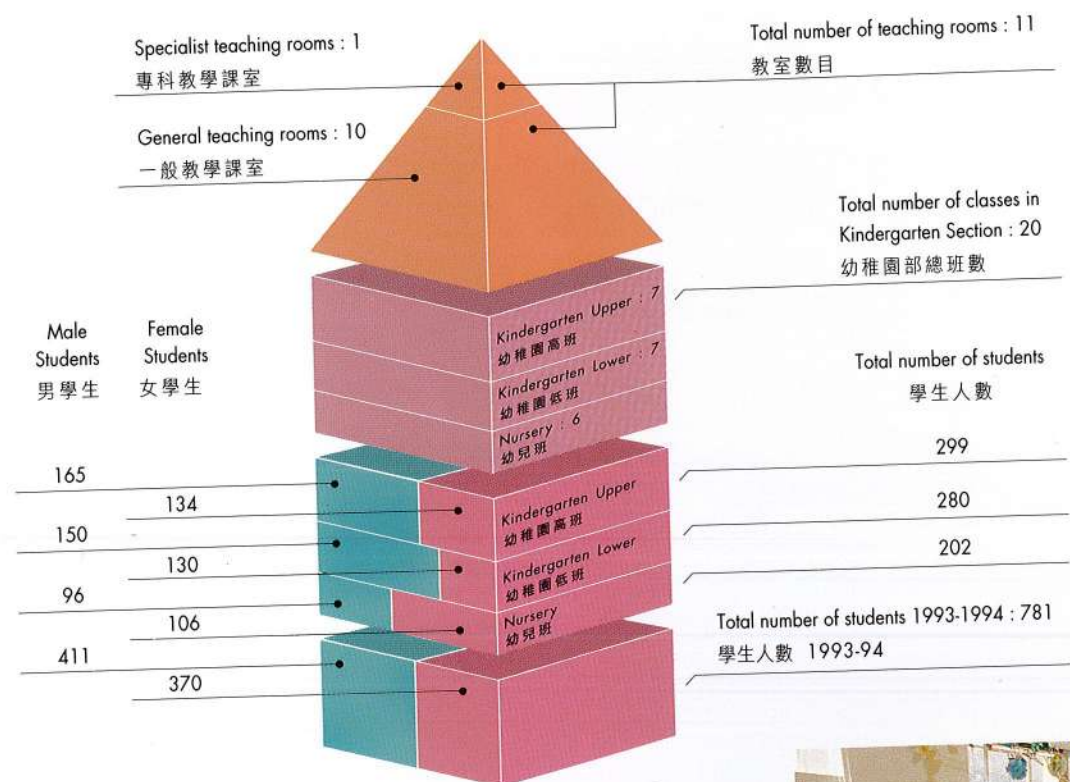 Specialist teaching rooms : 1
專科教學課室
Total number of teaching rooms : 11
教室數目
General teaching rooms : 10
一般教學課室
Total number of classes in
Kindergarten Section : 20
幼稚園部總班數
Kindergarten Upper : 7
幼稚園高班
Kindergarten Lower : 7
幼稚園低班
Nursery : 6
幼兒班
Male
Students
男學生
Female
Students
女學生
Total number of students
學生人數
165
134
Kindergarten Upper
幼稚園高班
299
150
130
Kindergarten Lower
幼稚園低班
280
96
106
Nursery
幼兒班
202
411
370
Total number of students 1993-1994 : 781
學生人數 1993-94